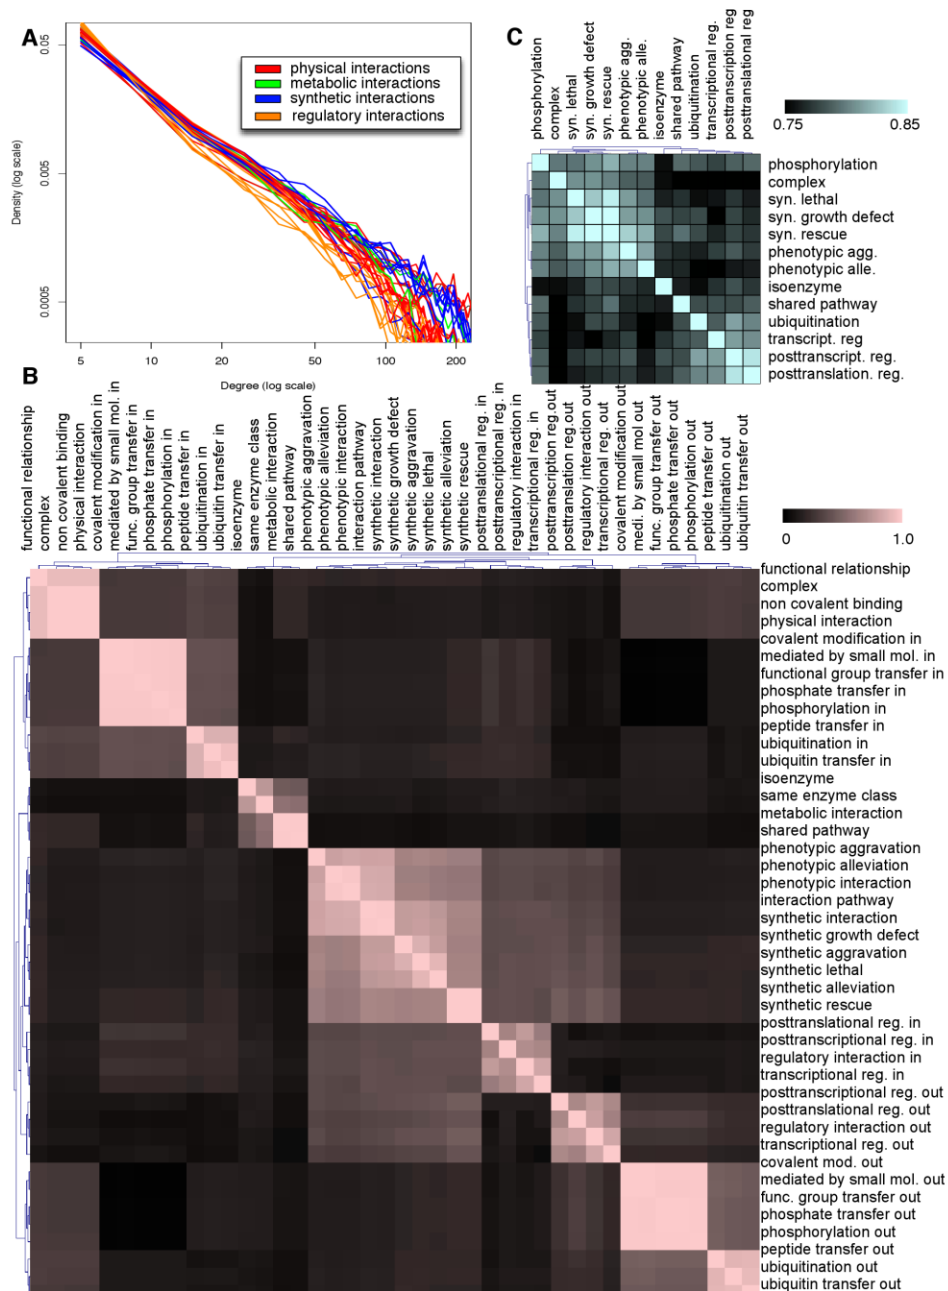 A
0.05
0.005
0.0005
Density (log scale)
physical interactions
metabolic interactions
synthetic interactions
regulatory interactions
5
10
20
50
100
200
Degree (log scale)
C
phosphorylation
complex
syn. lethal
syn. growth defect
syn. rescue
phenotypic agg.
phenotypic alle.
isoenzyme
shared pathway
ubiquitination
transcriptional reg.
posttranscription reg
posttranslational reg
0.75
0.85
phosphorylation
complex
syn. lethal
syn. growth defect
syn. rescue
phenotypic agg.
phenotypic alle.
isoenzyme
shared pathway
ubiquitination
transcript. reg
posttranscript. reg.
posttranslation. reg.
B
functional relationship
complex
non covalent binding
physical interaction
covalent modification in
mediated by small mol. in
func. group transfer in
phosphate transfer in
phosphorylation in
peptide transfer in
ubiquitination in
ubiquitin transfer in
isoenzyme
same enzyme class
metabolic interaction
shared pathway
phenotypic aggravation
phenotypic alleviation
phenotypic interaction
interaction pathway
synthetic interaction
synthetic growth defect
synthetic aggravation
synthetic lethal
synthetic alleviation
synthetic rescue
posttranslational reg. in
posttranscriptional reg. in
regulatory interaction in
transcriptional reg. in
posttranscription reg.out
posttranslation reg.out
regulatory interaction out
transcriptional reg. out
covalent modification out
medi. by small mol out
func. group transfer out
phosphate transfer out
phosphorylation out
peptide transfer out
ubiquitination out
ubiquitin transfer out
0
1.0
functional relationship
complex
non covalent binding
physical interaction
covalent modification in
mediated by small mol. in
functional group transfer in
phosphate transfer in
phosphorylation in
peptide transfer in
ubiquitination in
ubiquitin transfer in
isoenzyme
same enzyme class
metabolic interaction
shared pathway
phenotypic aggravation
phenotypic alleviation
phenotypic interaction
interaction pathway
synthetic interaction
synthetic growth defect
synthetic aggravation
synthetic lethal
synthetic alleviation
synthetic rescue
posttranslational reg. in
posttranscriptional reg. in
regulatory interaction in
transcriptional reg. in
posttranscriptional reg. out
posttranslational reg. out
regulatory interaction out
transcriptional reg. out
covalent mod. out
mediated by small mol. out
func. group transfer out
phosphate transfer out
phosphorylation out
peptide transfer out
ubiquitination out
ubiquitin transfer out